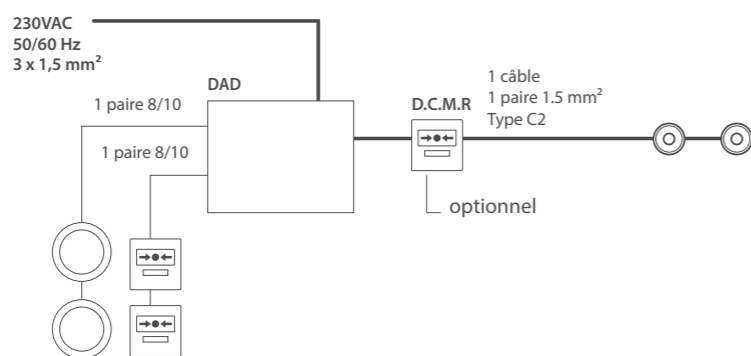 230VAC
50/60 Hz
3 x 1,5 mm²
DAD
1 paire 8/10
1 paire 8/10
D.C.M.R
1 câble
1 paire 1.5 mm²
Type C2
optionnel